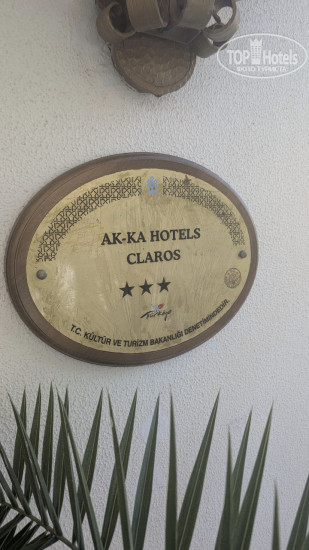 TOP Hotels
AK-KA HOTELS
CLAROS
Türkiye
T.C. KÜLTÜR VE TURİZM BAKANLIĞI DENETİMİNDEDİR.